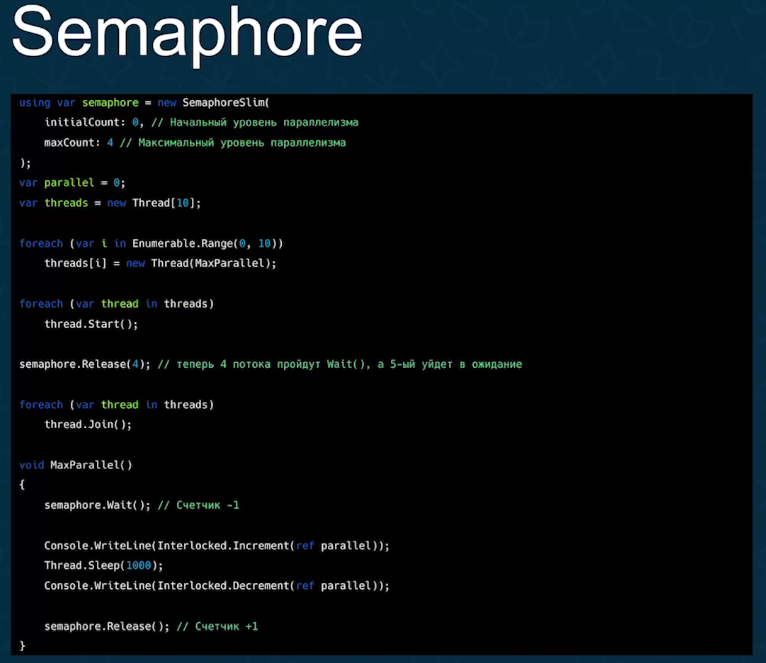 Semaphore
using var semaphore = new SemaphoreSlim(
    initialCount: 0, // Начальный уровень параллелизма
    maxCount: 4 // Максимальный уровень параллелизма
);
var parallel = 0;
var threads = new Thread[10];

foreach (var i in Enumerable.Range(0, 10))
    threads[i] = new Thread(MaxParallel);

foreach (var thread in threads)
    thread.Start();

semaphore.Release(4); // теперь 4 потока пройдут Wait(), а 5-ый уйдет в ожидание

foreach (var thread in threads)
    thread.Join();

void MaxParallel()
{
    semaphore.Wait(); // Счетчик -1

    Console.WriteLine(Interlocked.Increment(ref parallel));
    Thread.Sleep(1000);
    Console.WriteLine(Interlocked.Decrement(ref parallel));

    semaphore.Release(); // Счетчик +1
}